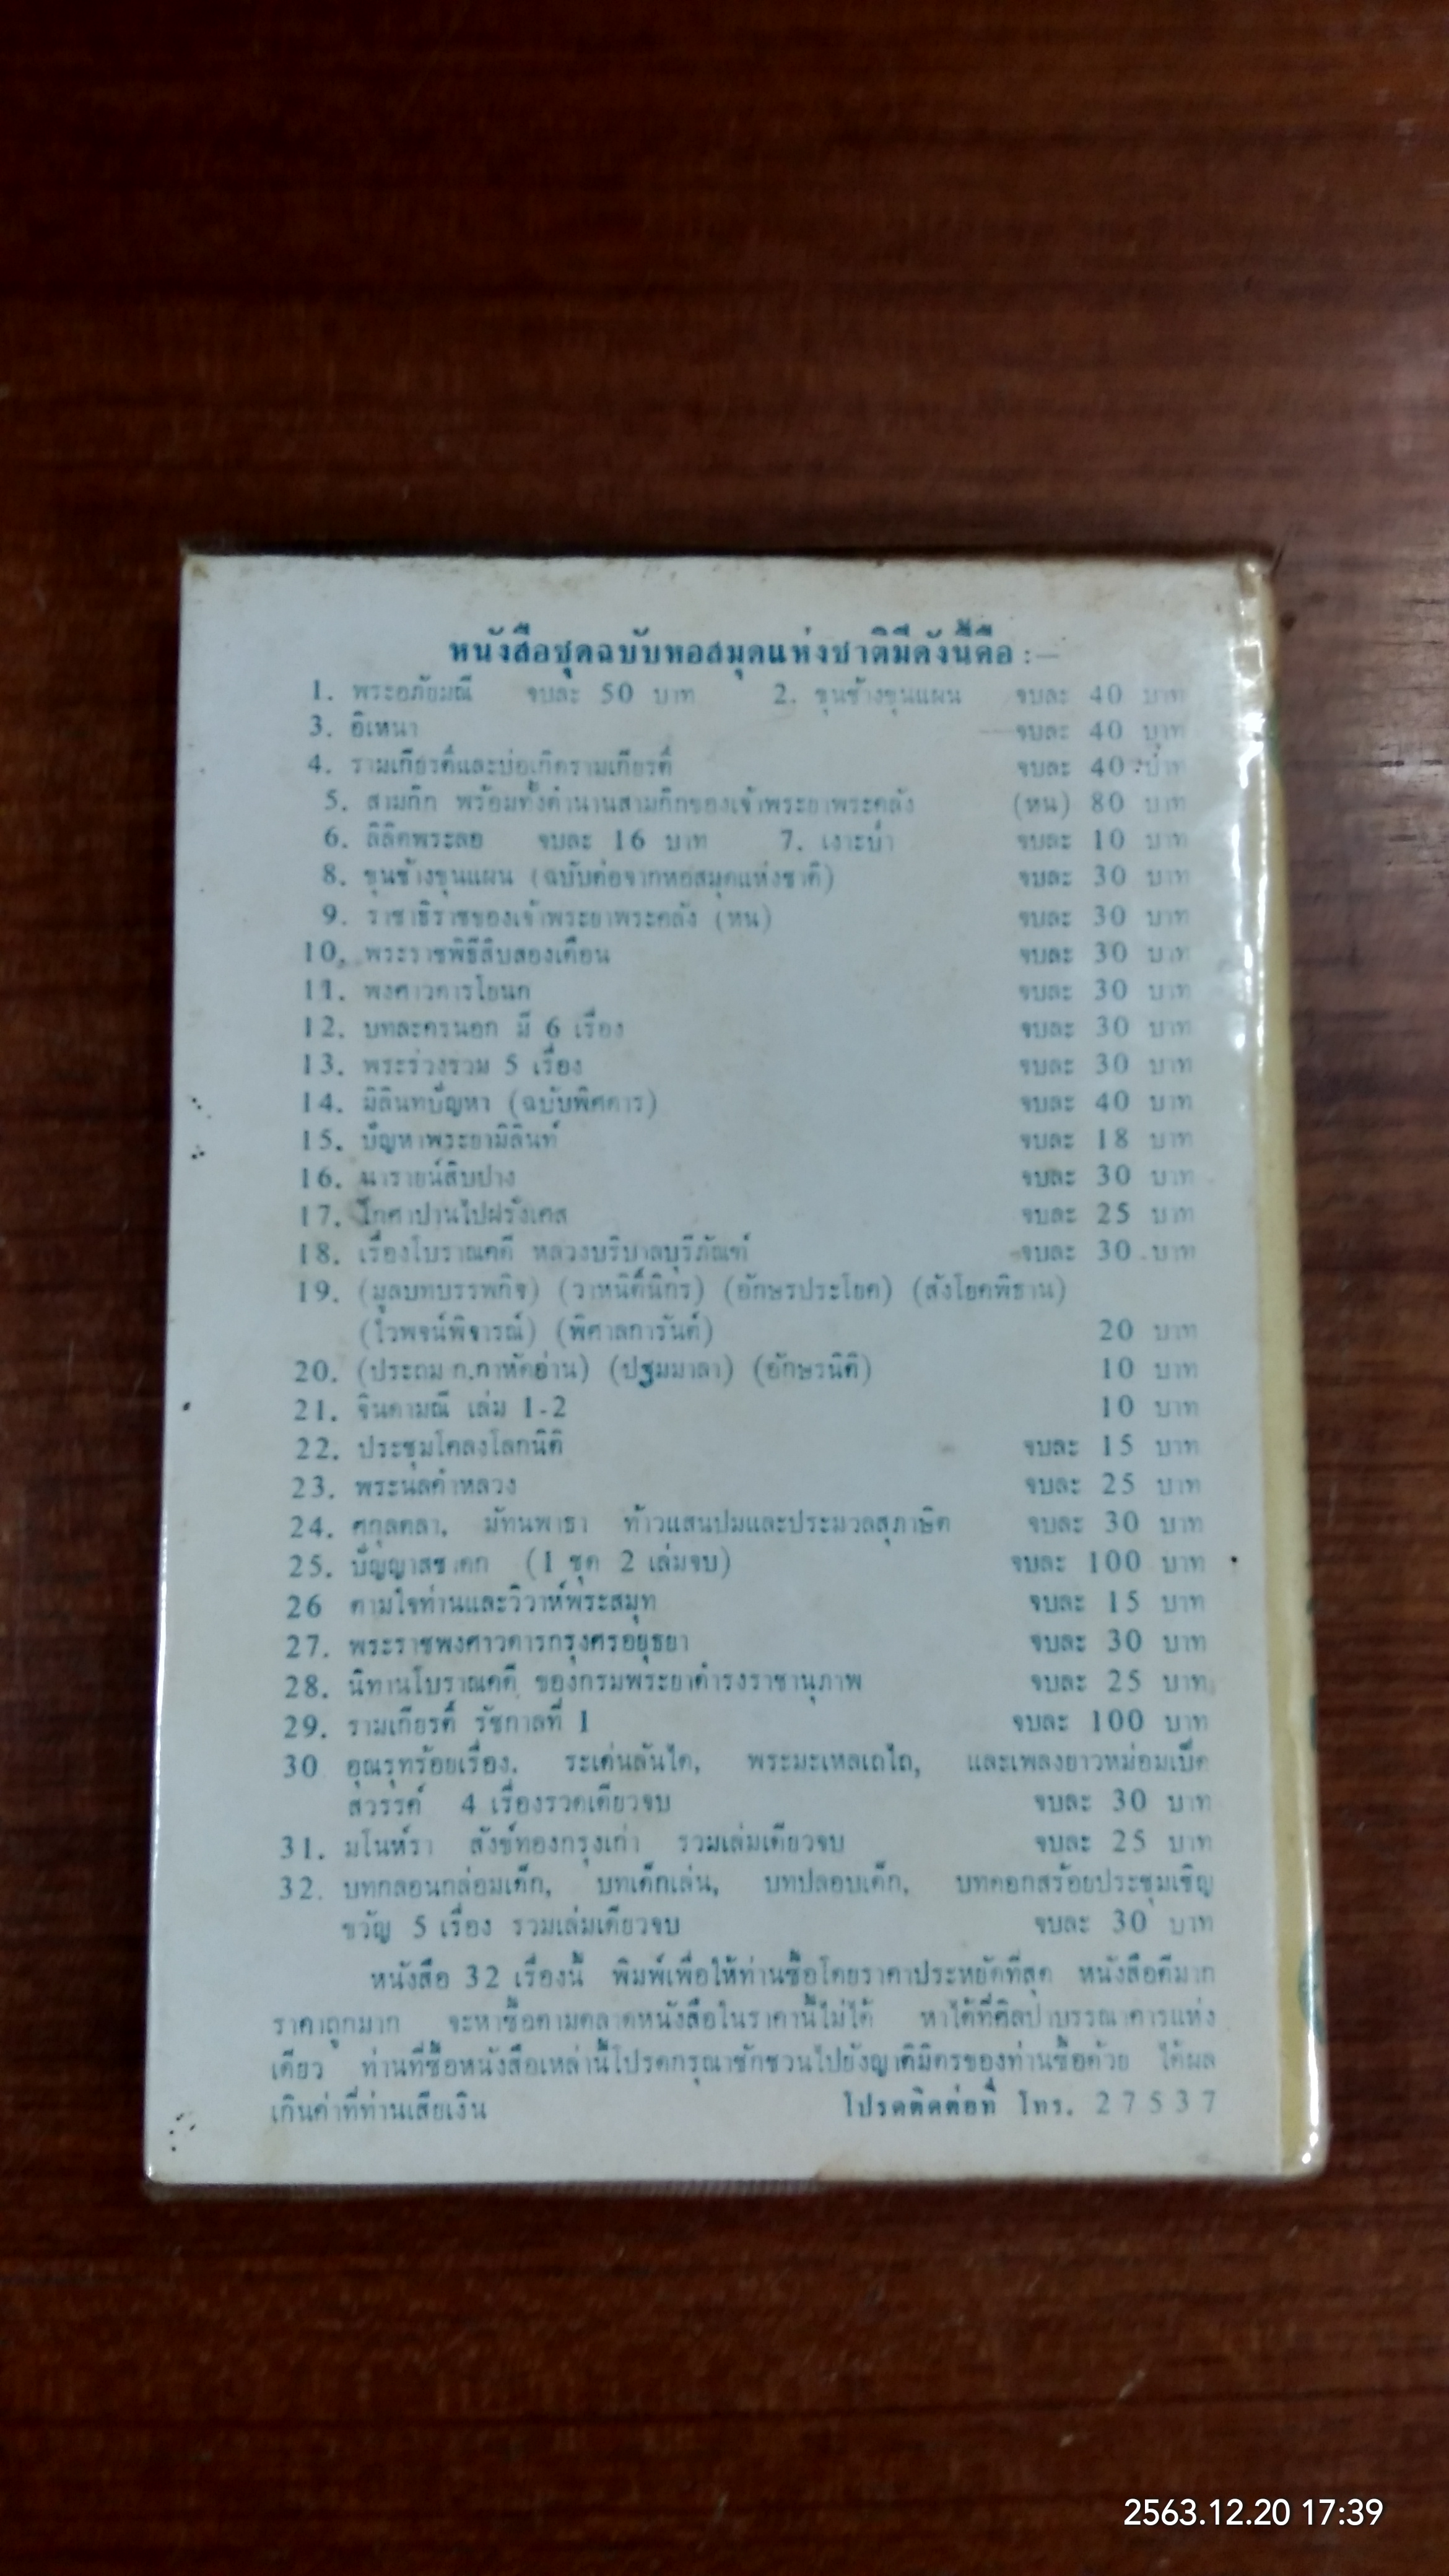 หนังสือชุดฉบับหอสมุดแห่งชาติมีดังนี้คือ :—
1. พระอภัยมณี จบละ 50 บาท 2. ขุนช้างขุนแผน จบละ 40 บาท
3. อิเหนา จบละ 40 บาท
4. รามเกียรติ์และบ่อเกิดรามเกียรติ์ จบละ 40 บาท
5. สามก๊ก พร้อมทั้งตำนานสามก๊กของเจ้าพระยาพระคลัง (หน) 80 บาท
6. ลิลิตพระลอ จบละ 16 บาท 7. เงาะป่า จบละ 10 บาท
8. ขุนช้างขุนแผน (ฉบับต่อจากหอสมุดแห่งชาติ) จบละ 30 บาท
9. ราชาธิราชของเจ้าพระยาพระคลัง (หน) จบละ 30 บาท
10. พระราชพิธีสิบสองเดือน จบละ 30 บาท
11. พงศาวดารโยนก จบละ 30 บาท
12. บทละครนอก มี 6 เรื่อง จบละ 30 บาท
13. พระร่วงรวม 5 เรื่อง จบละ 30 บาท
14. มิลินทปัญหา (ฉบับพิศดาร) จบละ 40 บาท
15. ปัญหาพระยามิลินท์ จบละ 18 บาท
16. นารายน์สิบปาง จบละ 30 บาท
17. โกศาปานไปฝรั่งเศส จบละ 25 บาท
18. เรื่องโบราณคดี หลวงบริบาลบุรีภัณฑ์ จบละ 30 บาท
19. (มูลบทบรรพกิจ) (วาหนิติ์นิกร) (อักษรประโยค) (สังโยคพิธาน)
(ไวพจน์พิจารณ์) (พิศาลการันต์) 20 บาท
20. (ประถม ก.กาหัดอ่าน) (ปฐมมาลา) (อักษรนิติ) 10 บาท
21. จินดามณี เล่ม 1-2 10 บาท
22. ประชุมโคลงโลกนิติ จบละ 15 บาท
23. พระนลคำหลวง จบละ 25 บาท
24. ศกุลตลา, มัทนพาธา ท้าวแสนปมและประมวลสุภาษิต จบละ 30 บาท
25. ปัญญาสชาดก (1 ชุด 2 เล่มจบ) จบละ 100 บาท
26 ตามใจท่านและวิวาห์พระสมุท จบละ 15 บาท
27. พระราชพงศาวดารกรุงศรอยุธยา จบละ 30 บาท
28. นิทานโบราณคดี ของกรมพระยาดำรงราชานุภาพ จบละ 25 บาท
29. รามเกียรติ์ รัชกาลที่ 1 จบละ 100 บาท
30 อุณรุทร้อยเรื่อง, ระเด่นลันได, พระมะเหลเถไถ, และเพลงยาวหม่อมเป็ด
สวรรค์ 4 เรื่องรวดเดียวจบ จบละ 30 บาท
31. มโนห์รา สังข์ทองกรุงเก่า รวมเล่มเดียวจบ จบละ 25 บาท
32. บทกลอนกล่อมเด็ก, บทเด็กเล่น, บทปลอบเด็ก, บทดอกสร้อยประชุมเชิญ
ขวัญ 5 เรื่อง รวมเล่มเดียวจบ จบละ 30 บาท
หนังสือ 32 เรื่องนี้ พิมพ์เพื่อให้ท่านซื้อโดยราคาประหยัดที่สุด หนังสือดีมาก
ราคาถูกมาก จะหาซื้อตามตลาดหนังสือในราคานี้ไม่ได้ หาได้ที่ศิลปาบรรณาคารแห่ง
เดียว ท่านที่ซื้อหนังสือเหล่านี้โปรดกรุณาชักชวนไปยังญาติมิตรของท่านซื้อด้วย ได้ผล
เกินค่าที่ท่านเสียเงิน โปรดติดต่อที่ โทร. 27537
2563.12.20 17:39